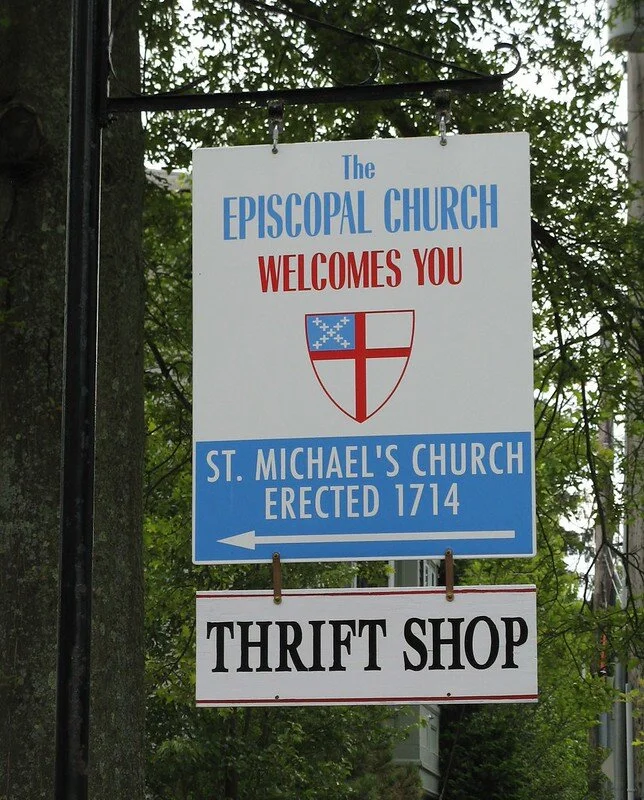 The
EPISCOPAL CHURCH
WELCOMES YOU
ST. MICHAEL'S CHURCH
ERECTED 1714
THRIFT SHOP